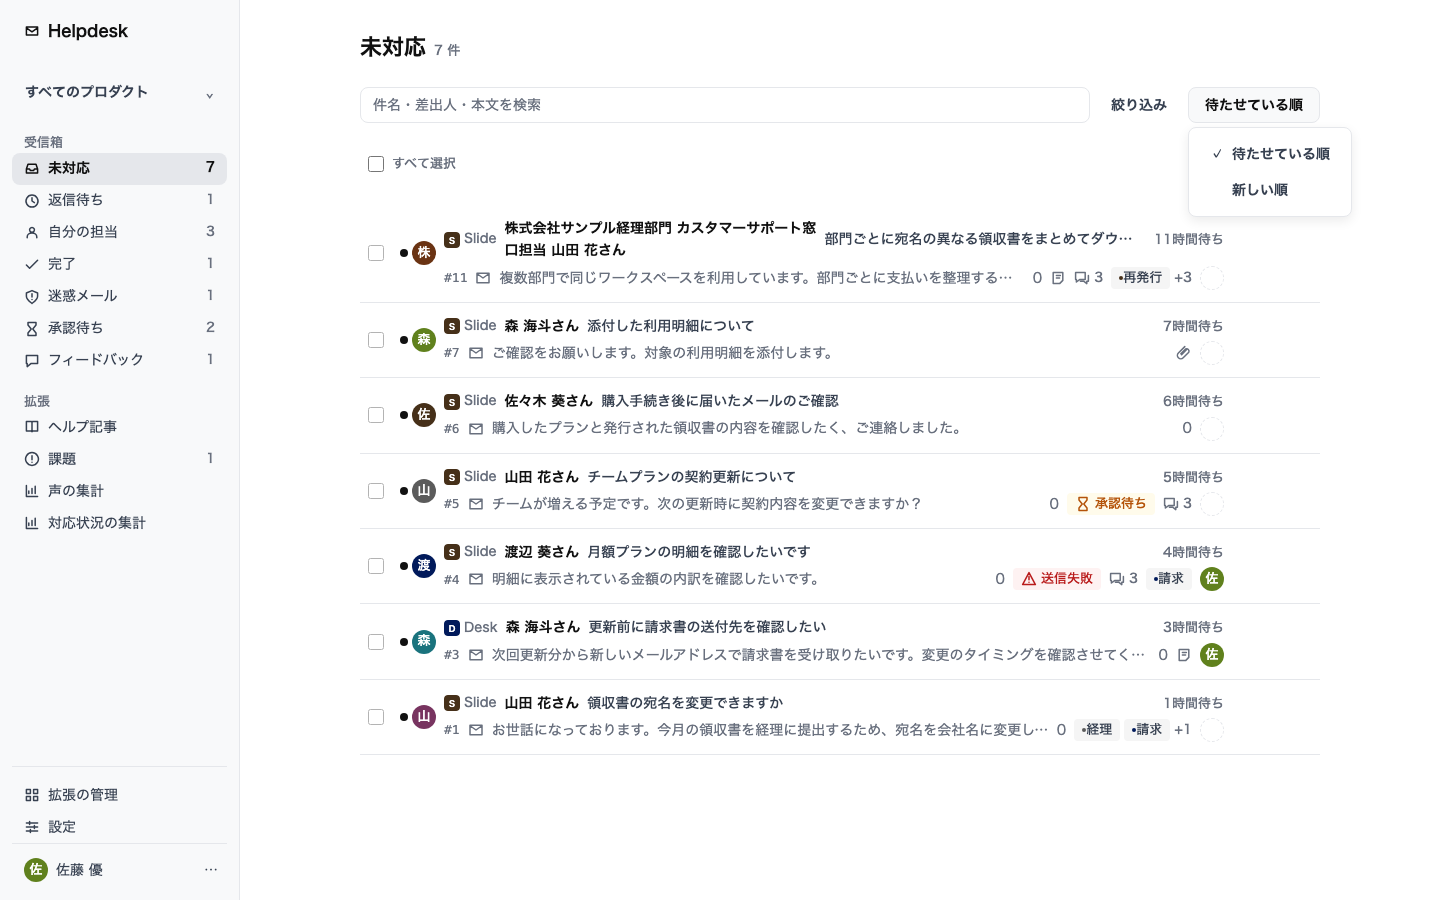 Helpdesk
すべてのプロダクト
受信箱
未対応 7
返信待ち 1
自分の担当 3
完了 1
迷惑メール 1
承認待ち 2
フィードバック 1
拡張
ヘルプ記事
課題 1
声の集計
対応状況の集計
拡張の管理
設定
佐 佐藤 優 …
未対応 7 件
件名・差出人・本文を検索 絞り込み 待たせている順
✓ 待たせている順
新しい順
すべて選択
株 S Slide 株式会社サンプル経理部門 カスタマーサポート窓
口担当 山田 花さん 部門ごとに宛名の異なる領収書をまとめてダウ… 11時間待ち
#11 複数部門で同じワークスペースを利用しています。部門ごとに支払いを整理する… 0 3 •再発行 +3
森 S Slide 森 海斗さん 添付した利用明細について 7時間待ち
#7 ご確認をお願いします。対象の利用明細を添付します。
佐 S Slide 佐々木 葵さん 購入手続き後に届いたメールのご確認 6時間待ち
#6 購入したプランと発行された領収書の内容を確認したく、ご連絡しました。 0
山 S Slide 山田 花さん チームプランの契約更新について 5時間待ち
#5 チームが増える予定です。次の更新時に契約内容を変更できますか？ 0 承認待ち 3
渡 S Slide 渡辺 葵さん 月額プランの明細を確認したいです 4時間待ち
#4 明細に表示されている金額の内訳を確認したいです。 0 送信失敗 3 •請求 佐
森 D Desk 森 海斗さん 更新前に請求書の送付先を確認したい 3時間待ち
#3 次回更新分から新しいメールアドレスで請求書を受け取りたいです。変更のタイミングを確認させてく… 0 佐
山 S Slide 山田 花さん 領収書の宛名を変更できますか 1時間待ち
#1 お世話になっております。今月の領収書を経理に提出するため、宛名を会社名に変更し… 0 •経理 •請求 +1